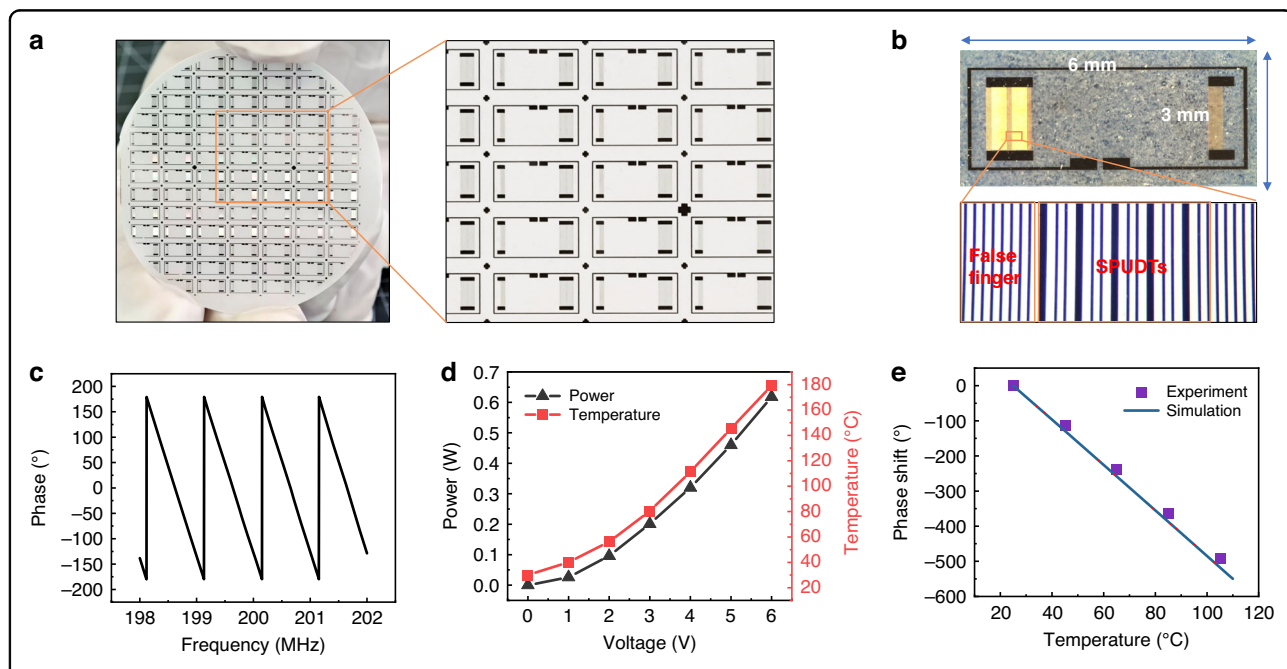 a
b
6 mm
3 mm
False
finger
SPUDTs
c
200
150
100
50
0
−50
−100
−150
−200
198
199
200
201
202
Phase (°)
Frequency (MHz)
d
0.7
0.6
0.5
0.4
0.3
0.2
0.1
0.0
Power
Temperature
180
160
140
120
100
80
60
40
20
0
1
2
3
4
5
6
Power (W)
Temperature (°C)
Voltage (V)
e
0
−100
−200
−300
−400
−500
−600
Experiment
Simulation
20
40
60
80
100
120
Phase shift (°)
Temperature (°C)